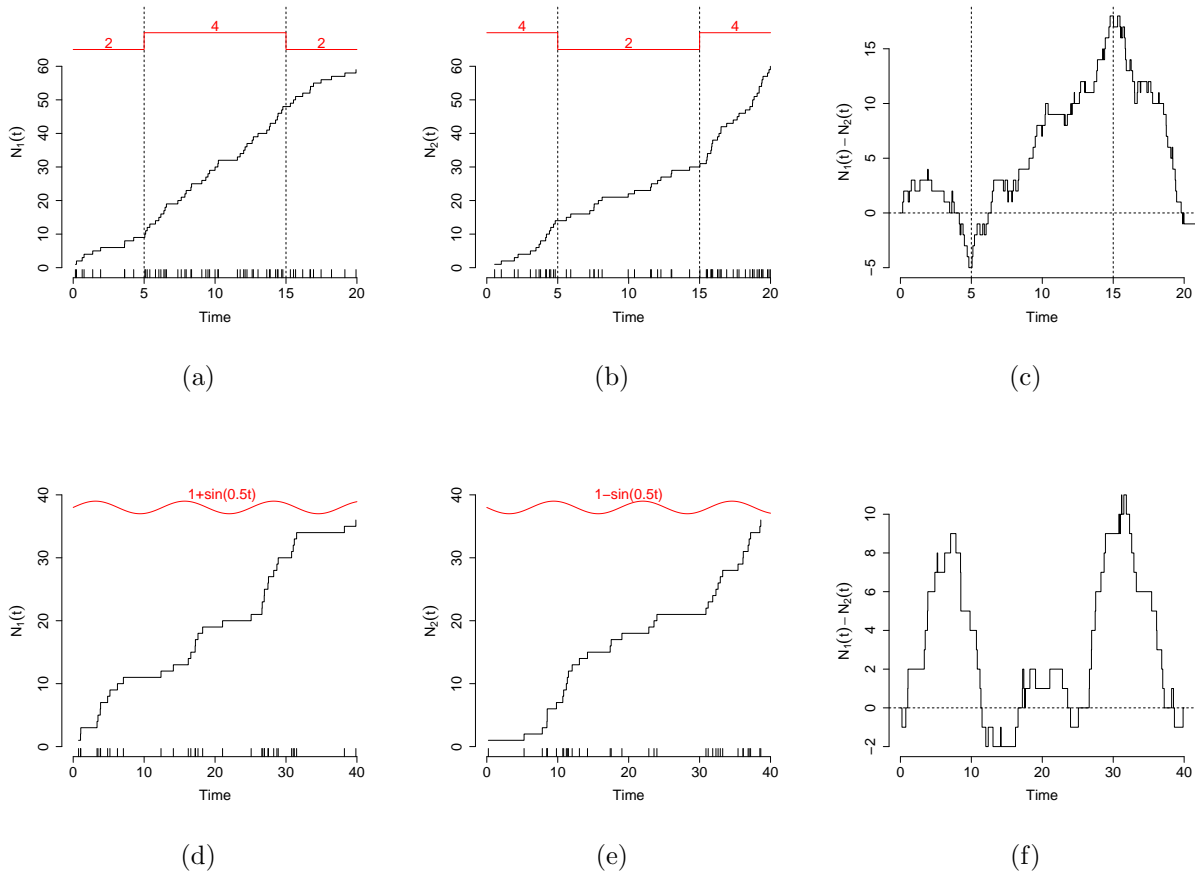 2 4 2
N1(t)
0 10 20 30 40 50 60
0 5 10 15 20
Time
(a)
4 2 4
N2(t)
0 10 20 30 40 50 60
0 5 10 15 20
Time
(b)
N1(t) − N2(t)
−5 0 5 10 15
0 5 10 15 20
Time
(c)
1+sin(0.5t)
N1(t)
0 10 20 30 40
0 10 20 30 40
Time
(d)
1−sin(0.5t)
N2(t)
0 10 20 30 40
0 10 20 30 40
Time
(e)
N1(t) − N2(t)
−2 0 2 4 6 8 10
0 10 20 30 40
Time
(f)